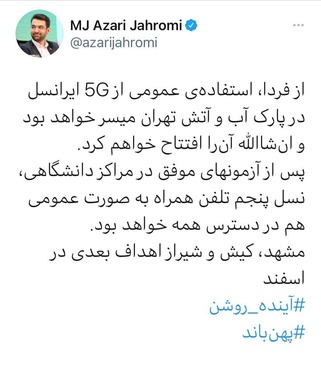 MJ Azari Jahromi
@azarijahromi
از فردا، استفاده‌ی عمومی از 5G ایرانسل
در پارک آب و آتش تهران میسر خواهد بود
و ان‌شاالله آن‌را افتتاح خواهم کرد.
پس از آزمونهای موفق در مراکز دانشگاهی،
نسل پنجم تلفن همراه به صورت عمومی
هم در دسترس همه خواهد بود.
مشهد، کیش و شیراز اهداف بعدی در
اسفند
#آینده_روشن
#پهن‌باند